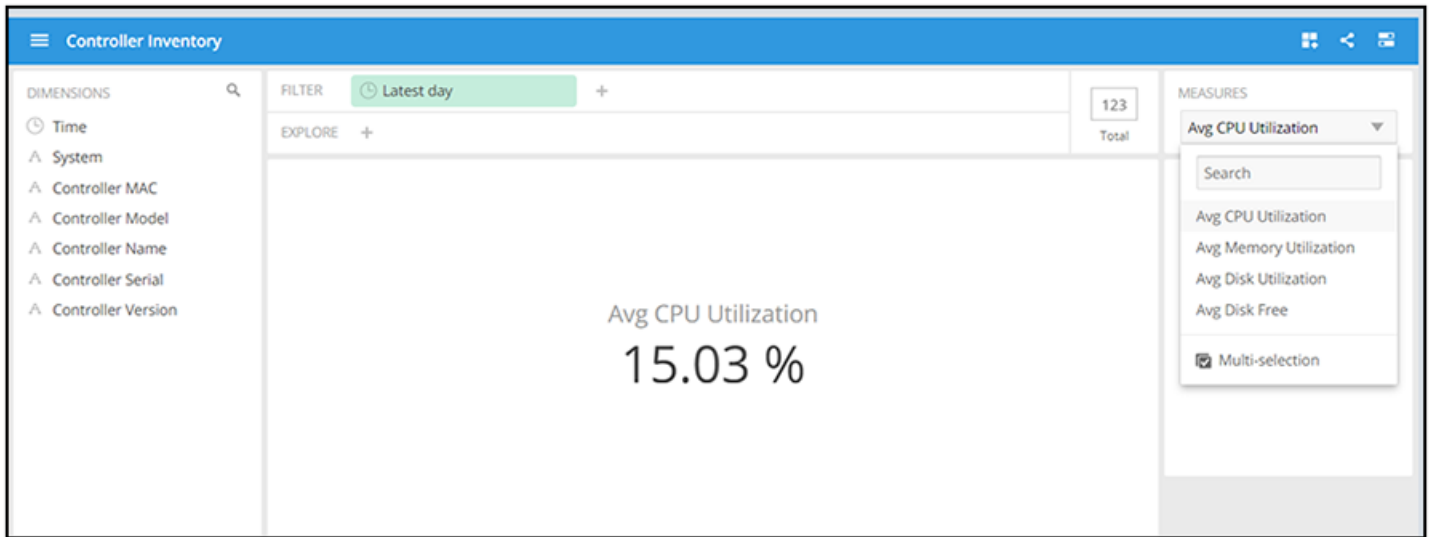 Controller Inventory
DIMENSIONS
Time
System
Controller MAC
Controller Model
Controller Name
Controller Serial
Controller Version
FILTER
Latest day
+
EXPLORE +
123
Total
Avg CPU Utilization
15.03 %
MEASURES
Avg CPU Utilization
Search
Avg CPU Utilization
Avg Memory Utilization
Avg Disk Utilization
Avg Disk Free
Multi-selection